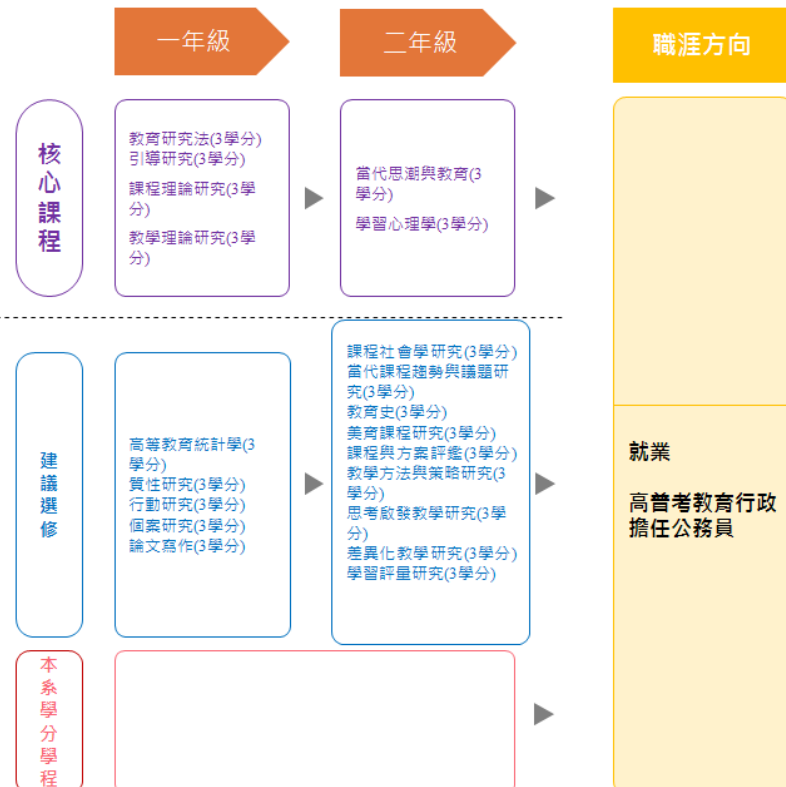 一年級
二年級
職涯方向
核心課程
教育研究法(3學分)
引導研究(3學分)
課程理論研究(3學
分)
教學理論研究(3學
分)
當代思潮與教育(3
學分)
學習心理學(3學分)
建議選修
高等教育統計學(3
學分)
質性研究(3學分)
行動研究(3學分)
個案研究(3學分)
論文寫作(3學分)
課程社會學研究(3學分)
當代課程趨勢與議題研
究(3學分)
教育史(3學分)
美育課程研究(3學分)
課程與方案評鑑(3學分)
教學方法與策略研究(3
學分)
思考啟發教學研究(3學
分)
差異化教學研究(3學分)
學習評量研究(3學分)
就業
高普考教育行政
擔任公務員
本系學分學程